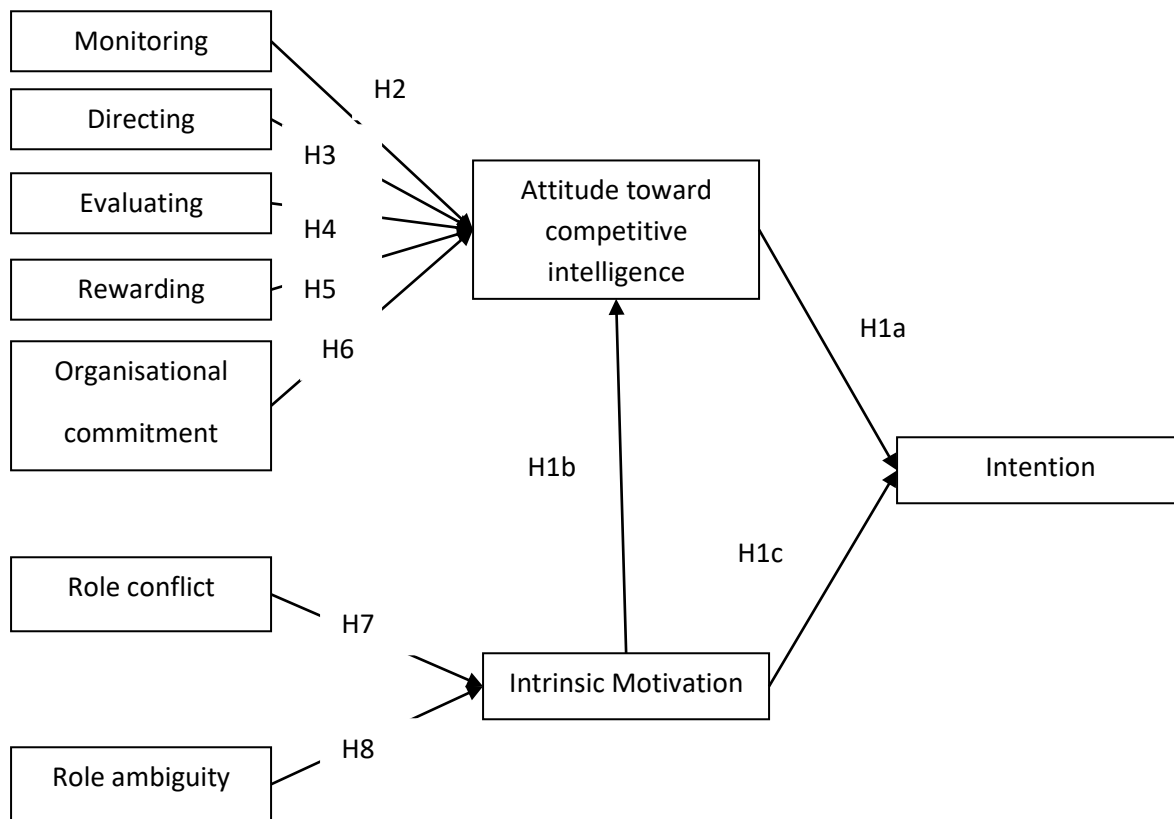 Monitoring
H2
Directing
H3
Evaluating
H4
Rewarding
H5
Organisational
commitment
H6
Attitude toward
competitive
intelligence
H1a
H1b
Intention
H1c
Role conflict
H7
Intrinsic Motivation
Role ambiguity
H8